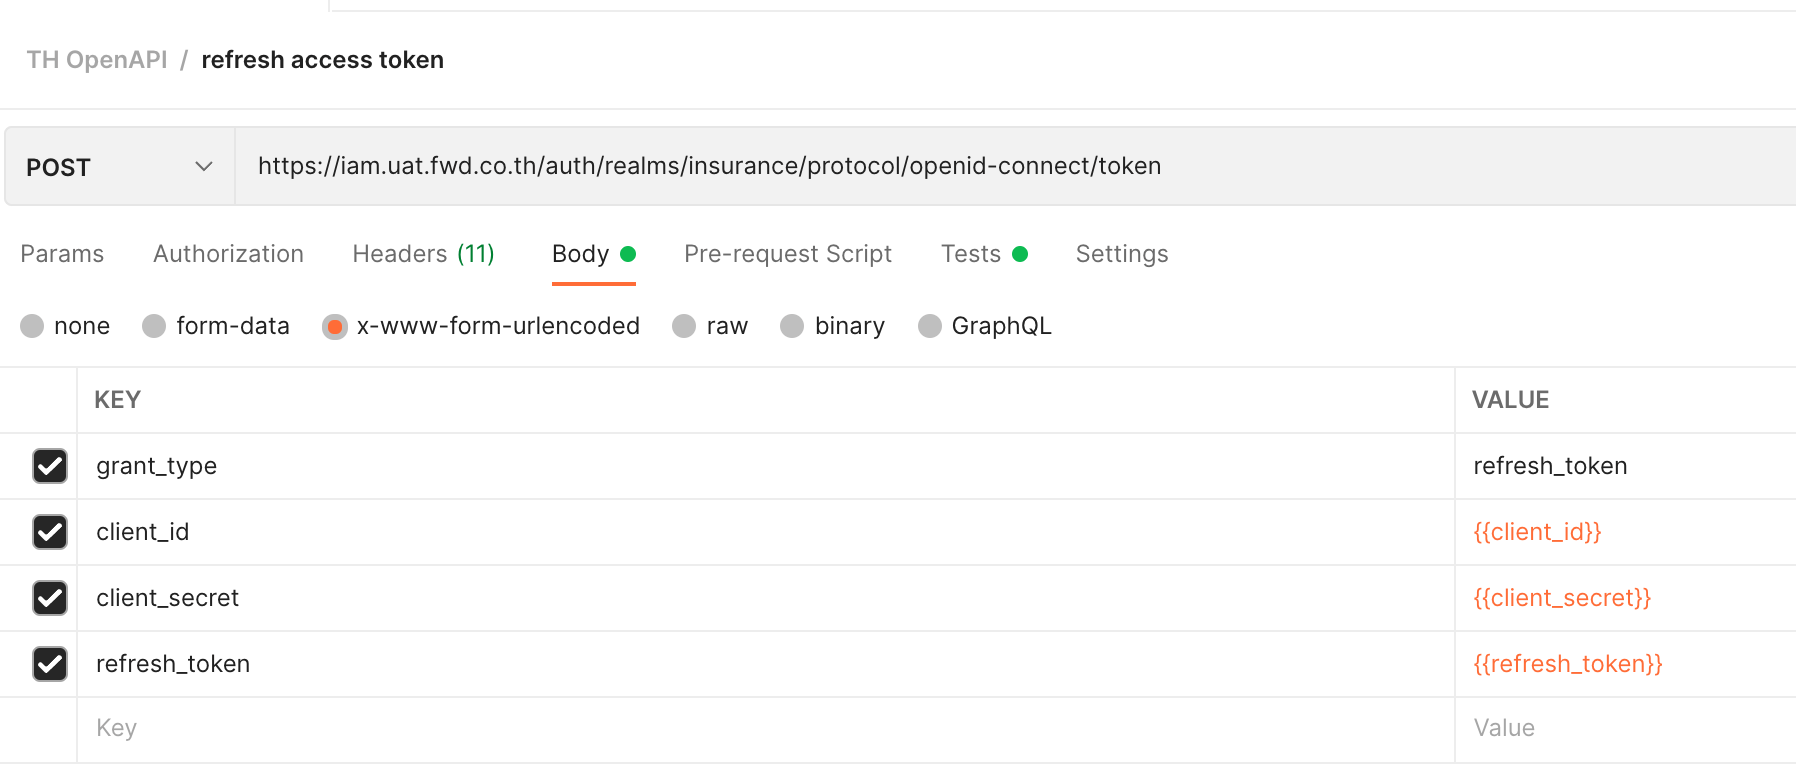 TH OpenAPI / refresh access token
POST https://iam.uat.fwd.co.th/auth/realms/insurance/protocol/openid-connect/token
Params Authorization Headers (11) Body Pre-request Script Tests Settings
none form-data x-www-form-urlencoded raw binary GraphQL
KEY VALUE
grant_type refresh_token
client_id {{client_id}}
client_secret {{client_secret}}
refresh_token {{refresh_token}}
Key Value